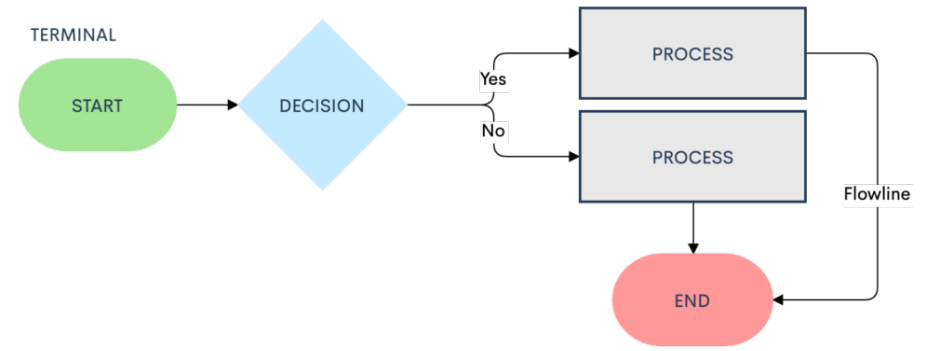 TERMINAL
START
DECISION
Yes
No
PROCESS
PROCESS
Flowline
END